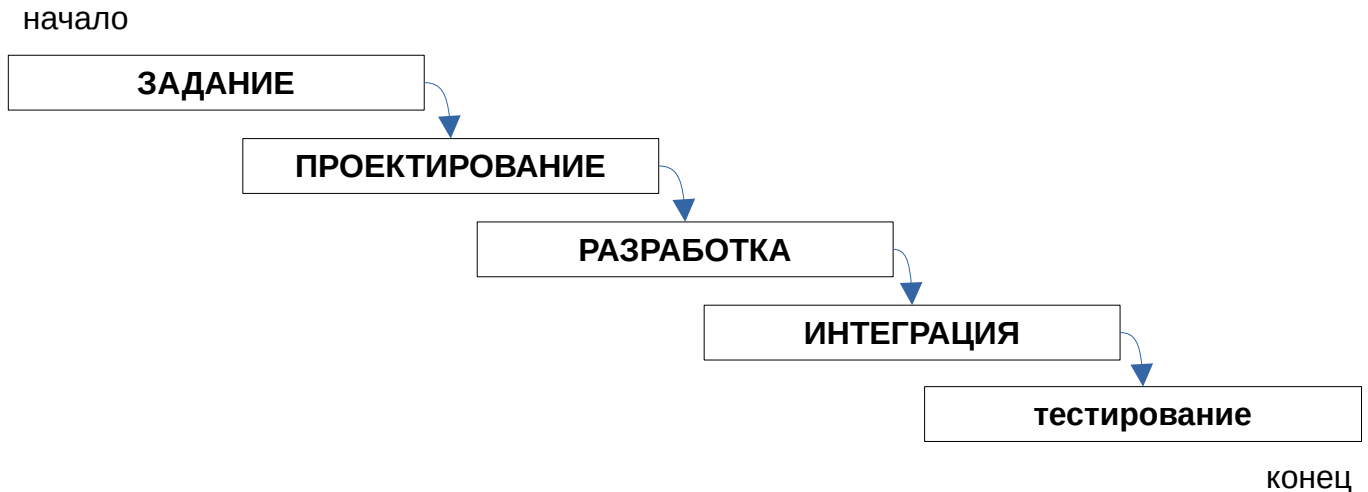 начало
ЗАДАНИЕ
ПРОЕКТИРОВАНИЕ
РАЗРАБОТКА
ИНТЕГРАЦИЯ
тестирование
конец